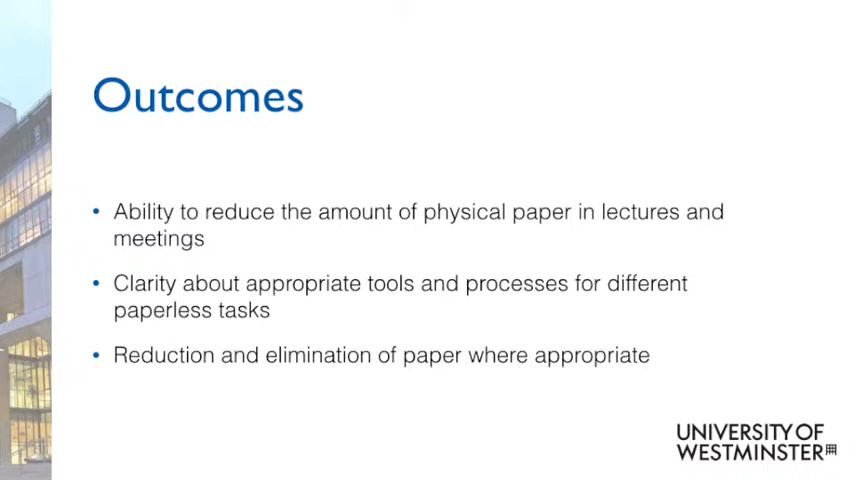 Outcomes
• Ability to reduce the amount of physical paper in lectures and
meetings
• Clarity about appropriate tools and processes for different
paperless tasks
• Reduction and elimination of paper where appropriate
UNIVERSITY OF
WESTMINSTER